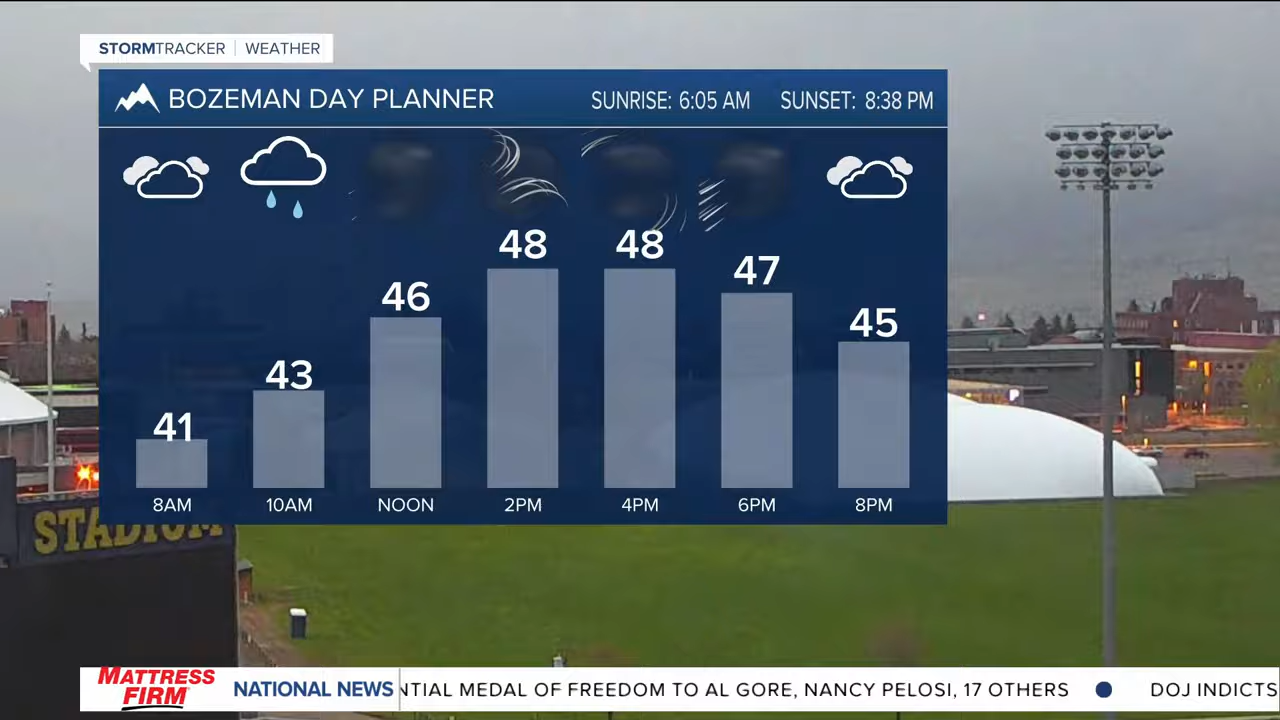 STORMTRACKER | WEATHER
BOZEMAN DAY PLANNER SUNRISE: 6:05 AM SUNSET: 8:38 PM
41 43 46 48 48 47 45
8AM 10AM NOON 2PM 4PM 6PM 8PM
STADIUM
MATTRESS
FIRM
NATIONAL NEWS NTIAL MEDAL OF FREEDOM TO AL GORE, NANCY PELOSI, 17 OTHERS DOJ INDICTS